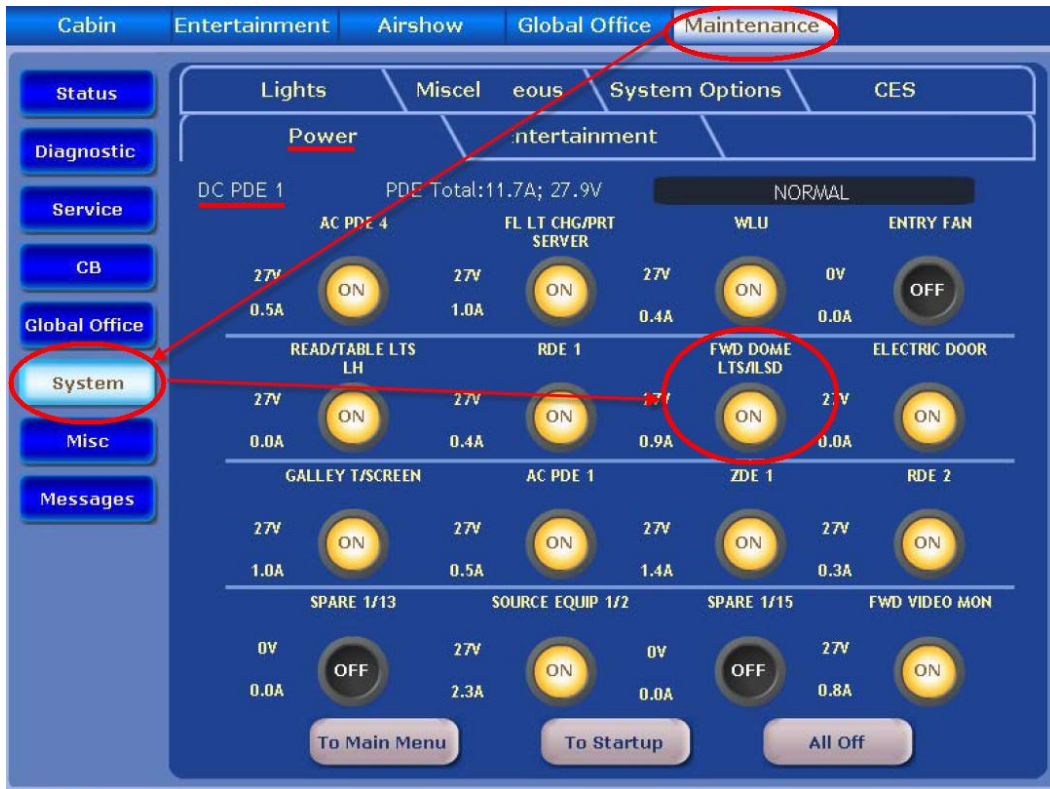 Cabin Entertainment Airshow Global Office Maintenance
Status
Diagnostic
Service
CB
Global Office
System
Misc
Messages
Lights Miscel eous System Options CES
Power ntertainment
DC PDE 1 PDE Total:11.7A; 27.9V NORMAL
AC PDE 4 FL LT CHG/PRT SERVER WLU ENTRY FAN
27V ON 27V ON 27V ON 0V OFF
0.5A 1.0A 0.4A 0.0A
READ/TABLE LTS LH RDE 1 FWD DOME LTS/ILSD ELECTRIC DOOR
27V ON 27V ON 27V ON 27V ON
0.0A 0.4A 0.9A 0.0A
GALLEY T/SCREEN AC PDE 1 ZDE 1 RDE 2
27V ON 27V ON 27V ON 27V ON
1.0A 0.5A 1.4A 0.3A
SPARE 1/13 SOURCE EQUIP 1/2 SPARE 1/15 FWD VIDEO MON
0V OFF 27V ON 0V OFF 27V ON
0.0A 2.3A 0.0A 0.8A
To Main Menu To Startup All Off